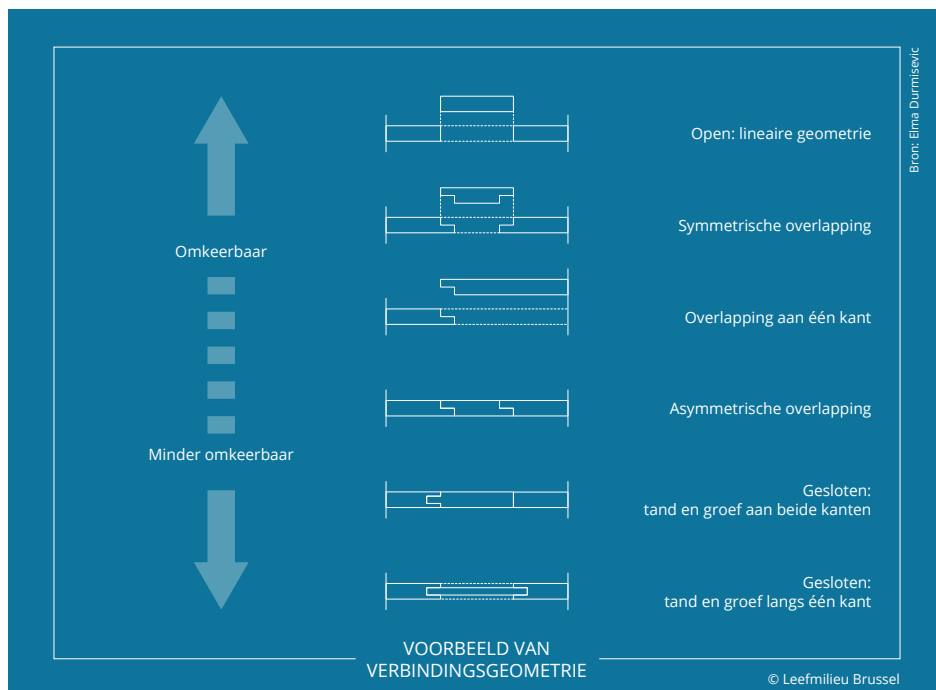 Bron: Elma Durmisevic
Open: lineaire geometrie
Symmetrische overlapping
Omkeerbaar
Overlapping aan één kant
Asymmetrische overlapping
Minder omkeerbaar
Gesloten:
tand en groef aan beide kanten
Gesloten:
tand en groef langs één kant
VOORBEELD VAN
VERBINDINGSGEOMETRIE
© Leefmilieu Brussel